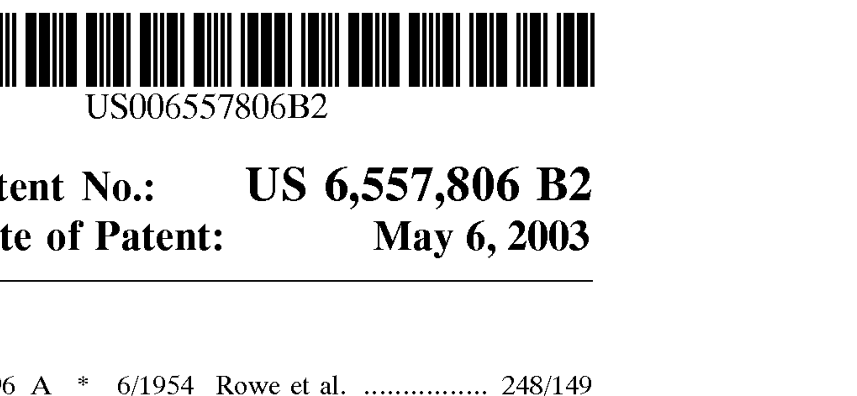 US006557806B2
tent No.: US 6,557,806 B2
te of Patent: May 6, 2003
6 A * 6/1954 Rowe et al. ............... 248/149